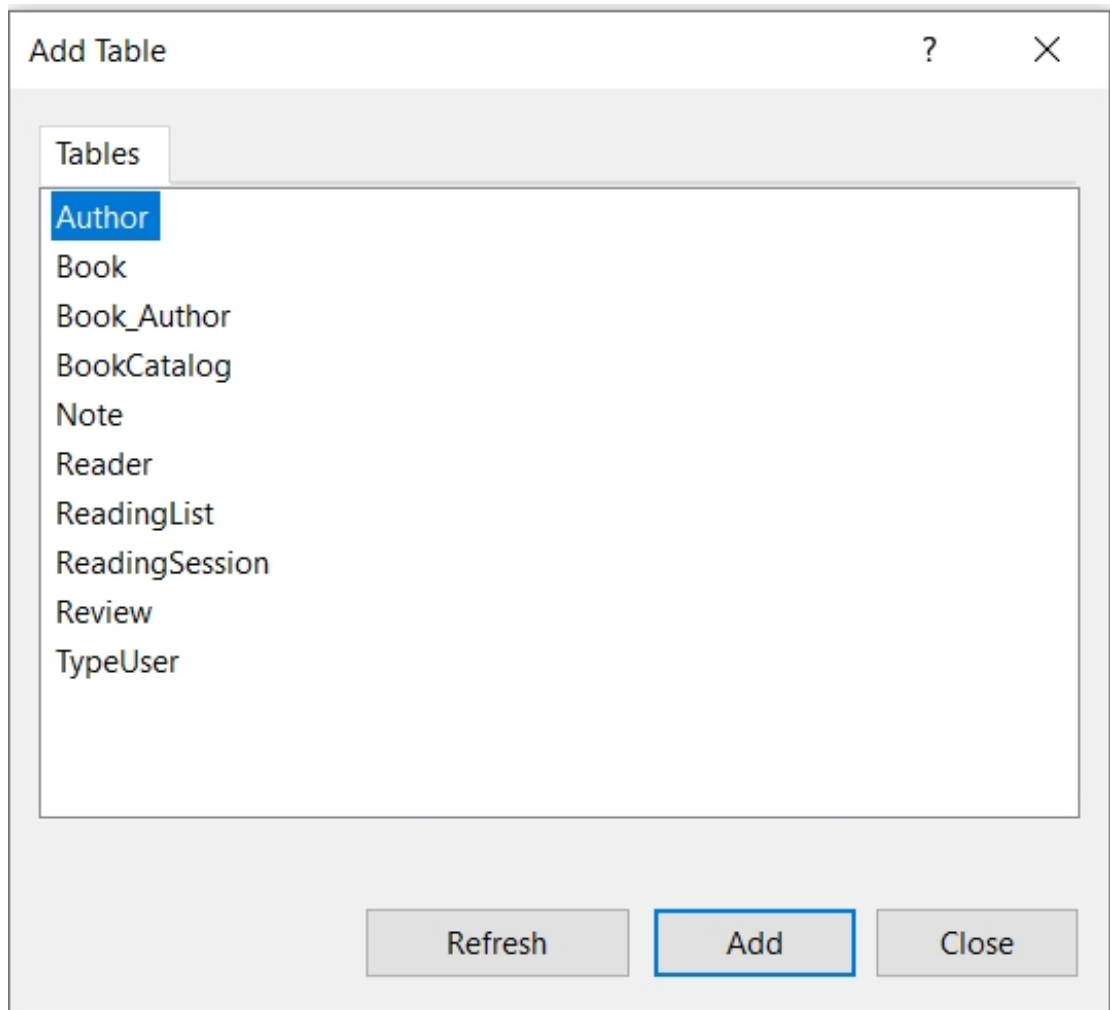 Add Table ?
Tables
Author
Book
Book_Author
BookCatalog
Note
Reader
ReadingList
ReadingSession
Review
TypeUser
Refresh Add Close